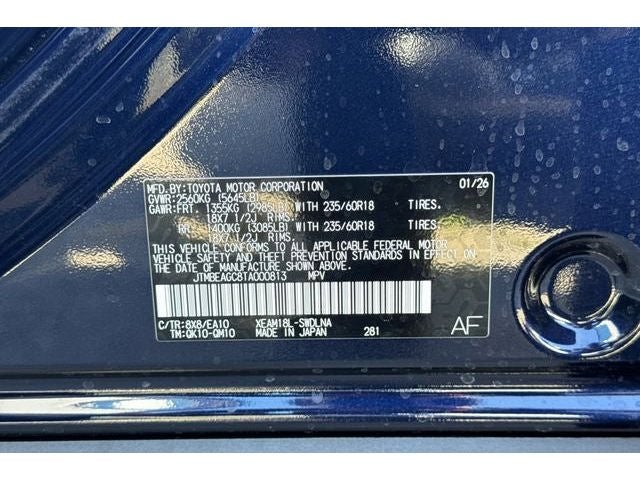 MFD.BY:TOYOTA MOTOR CORPORATION 01/26
GVWR:2560KG (5645LB)
GAWR:FRT. 1355KG (2985LB) WITH 235/60R18 TIRES.
18X7 1/2J RIMS.
RR. 1400KG (3085LB) WITH 235/60R18 TIRES.
18X7 1/2J RIMS.
THIS VEHICLE CONFORMS TO ALL APPLICABLE FEDERAL MOTOR
VEHICLE SAFETY AND THEFT PREVENTION STANDARDS IN EFFECT
ON THE DATE OF MANUFACTURE SHOWN ABOVE.
JTMBEAGC8TA000813 MPV
C/TR:8X8/EA10 XEAM18L-SWDLNA
TM:QK10-QM10 MADE IN JAPAN 281 AF